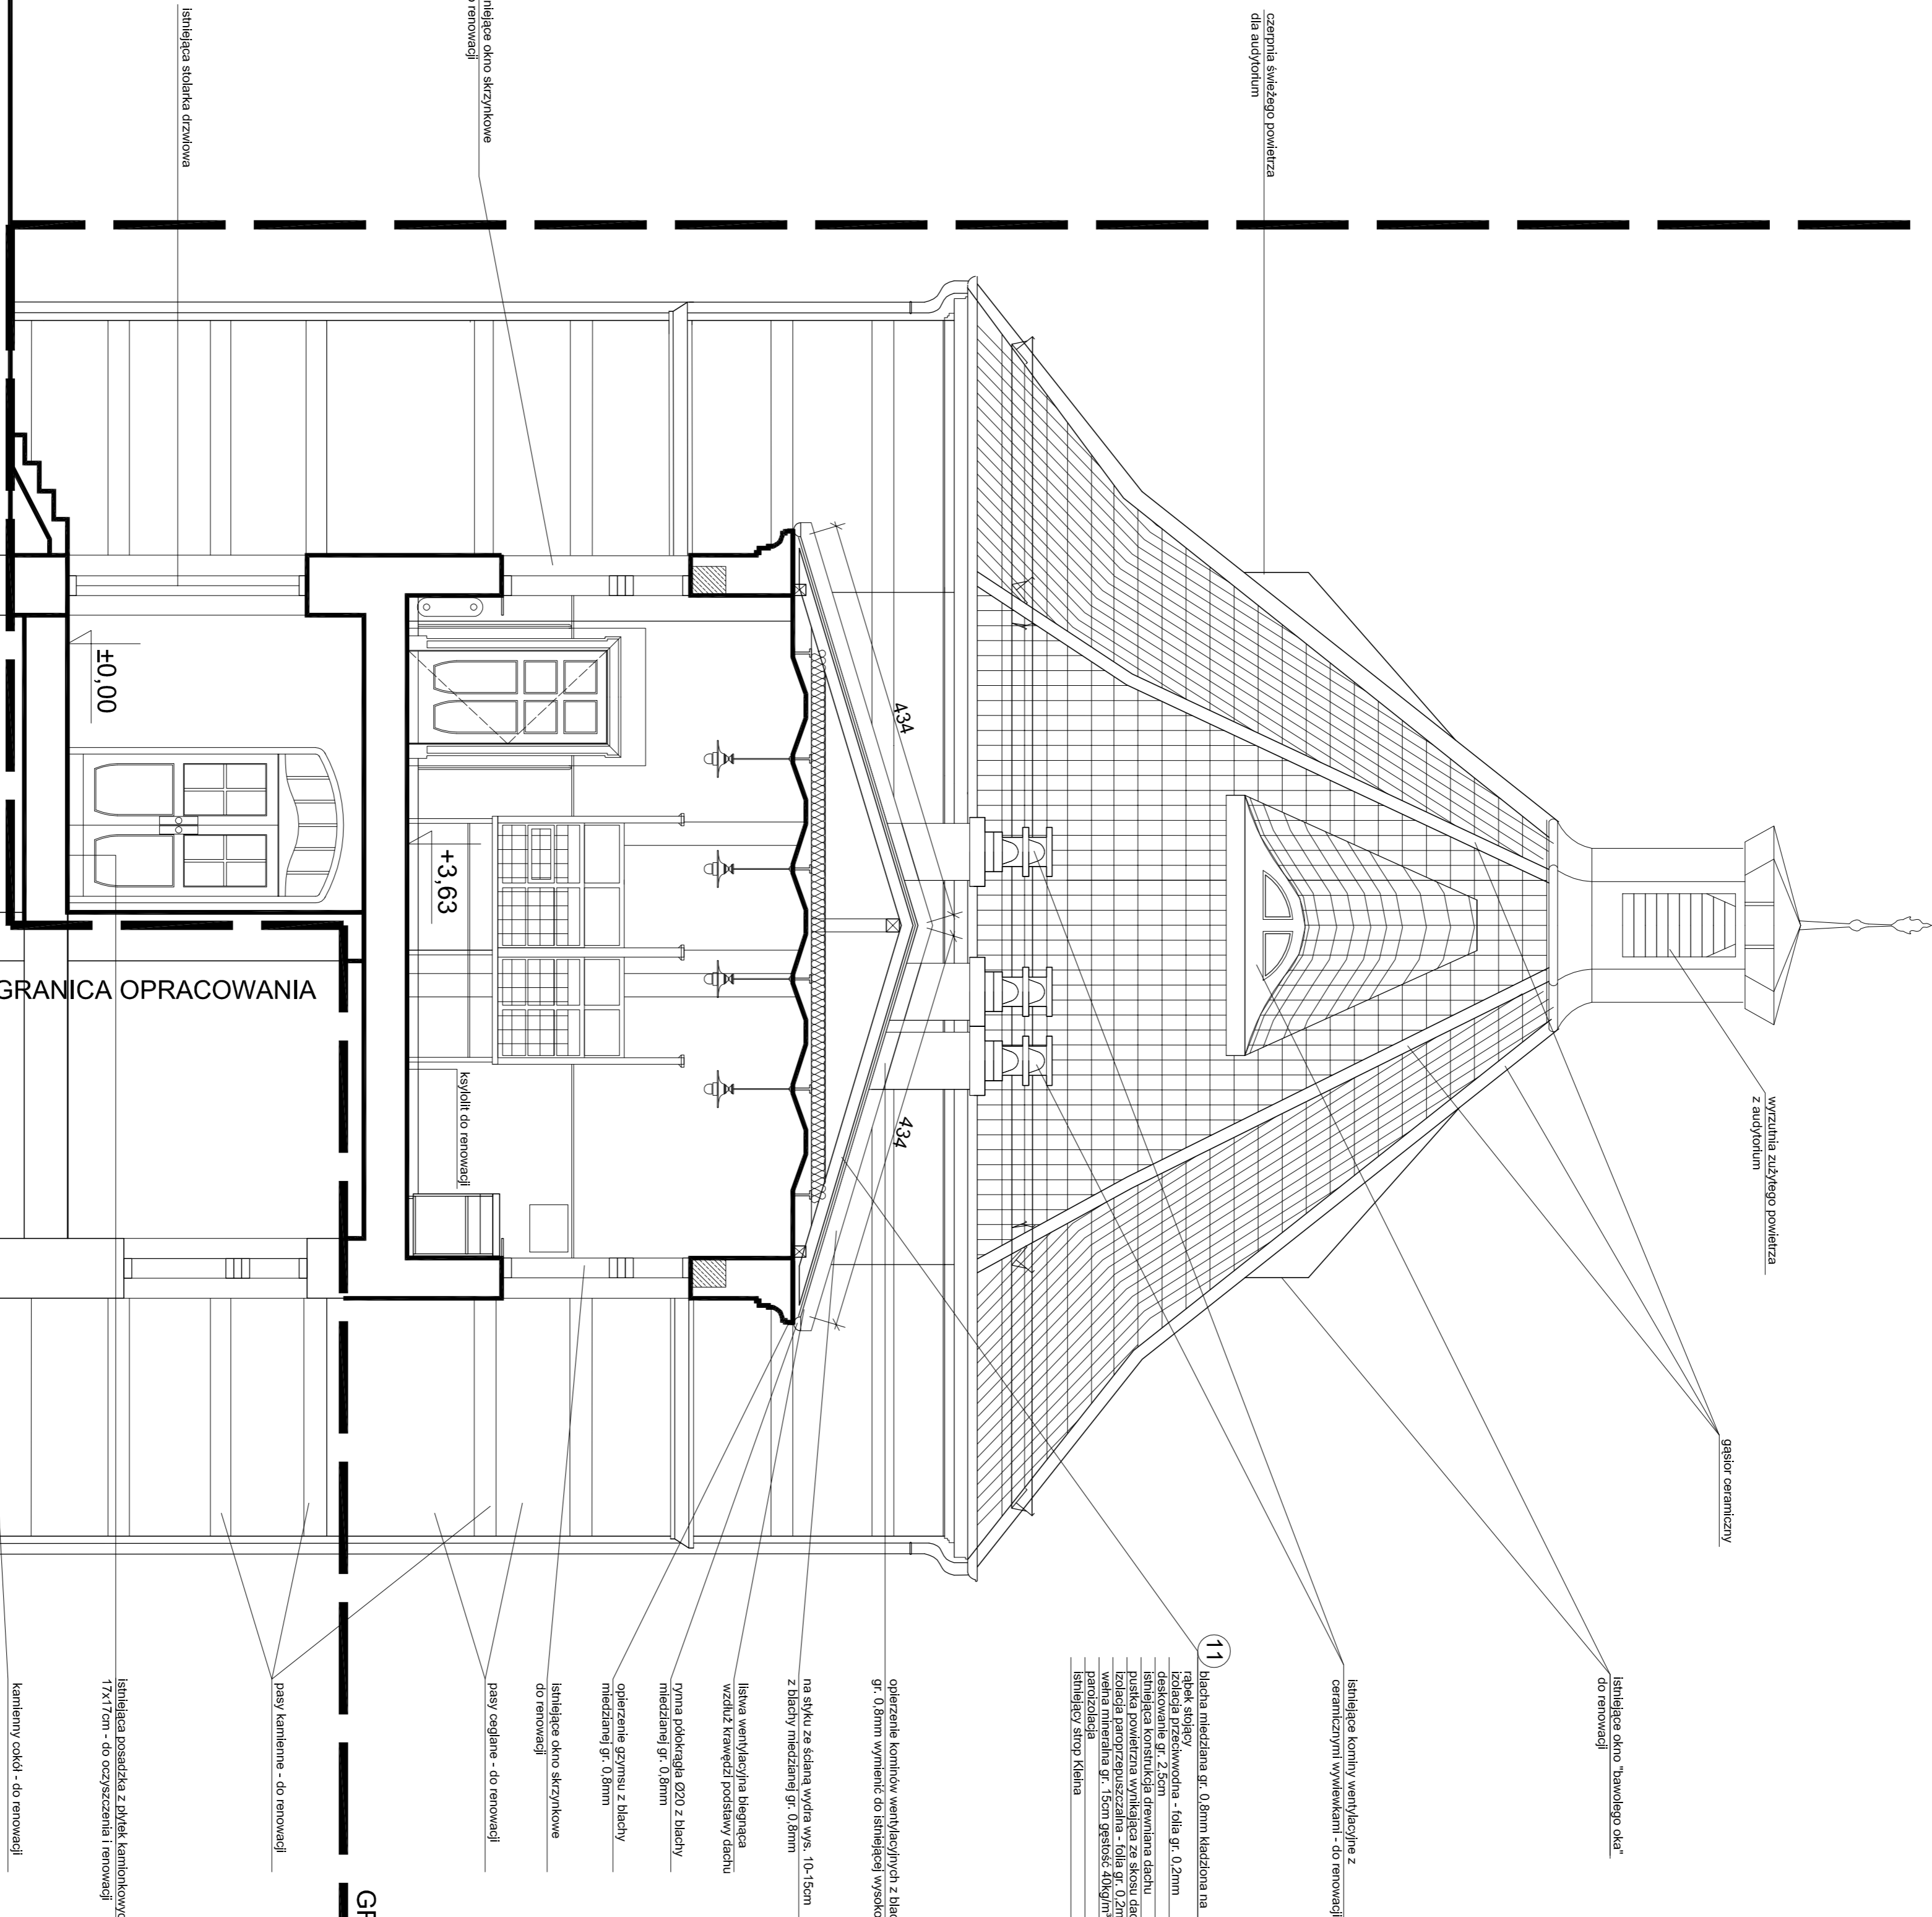 czerpnia świeżego powietrza
dla audytorium
niejące okno skrzynkowe
o renowacji
istniejąca stolarka drzwiowa
wyrzutnia zużytego powietrza
z audytorium
gąsior ceramiczny
istniejące okno "bawolego oka"
do renowacji
istniejące kominy wentylacyjne z
ceramicznymi wywiewkami - do renowacji
11
blacha miedziana gr. 0,8mm kładziona na
rąbek stojący
izolacja przeciwwodna - folia gr. 0,2mm
deskowanie gr. 2,5cm
istniejąca konstrukcja drewniana dachu
pustka powietrzna wynikająca ze skosu dac
izolacja paroprzepuszczalna - folia gr. 0,2m
wełna mineralna gr. 15cm gęstość 40kg/m³
paroizolacja
istniejący strop Kleina
opierzenie kominów wentylacyjnych z blac
gr. 0,8mm wymienić do istniejącej wysoko
na styku ze ścianą wydra wys. 10-15cm
z blachy miedzianej gr. 0,8mm
listwa wentylacyjna biegnąca
wzdłuż krawędzi podstawy dachu
rynna półokrągła Ø20 z blachy
miedzianej gr. 0,8mm
opierzenie gzymsu z blachy
miedzianej gr. 0,8mm
istniejące okno skrzynkowe
do renowacji
pasy ceglane - do renowacji
pasy kamienne - do renowacji
istniejąca posadzka z płytek kamionkowyc
17x17cm - do oczyszczenia i renowacji
kamienny cokół - do renowacji
434
434
+3,63
ksylolit do renowacji
±0,00
GRANICA OPRACOWANIA
GR